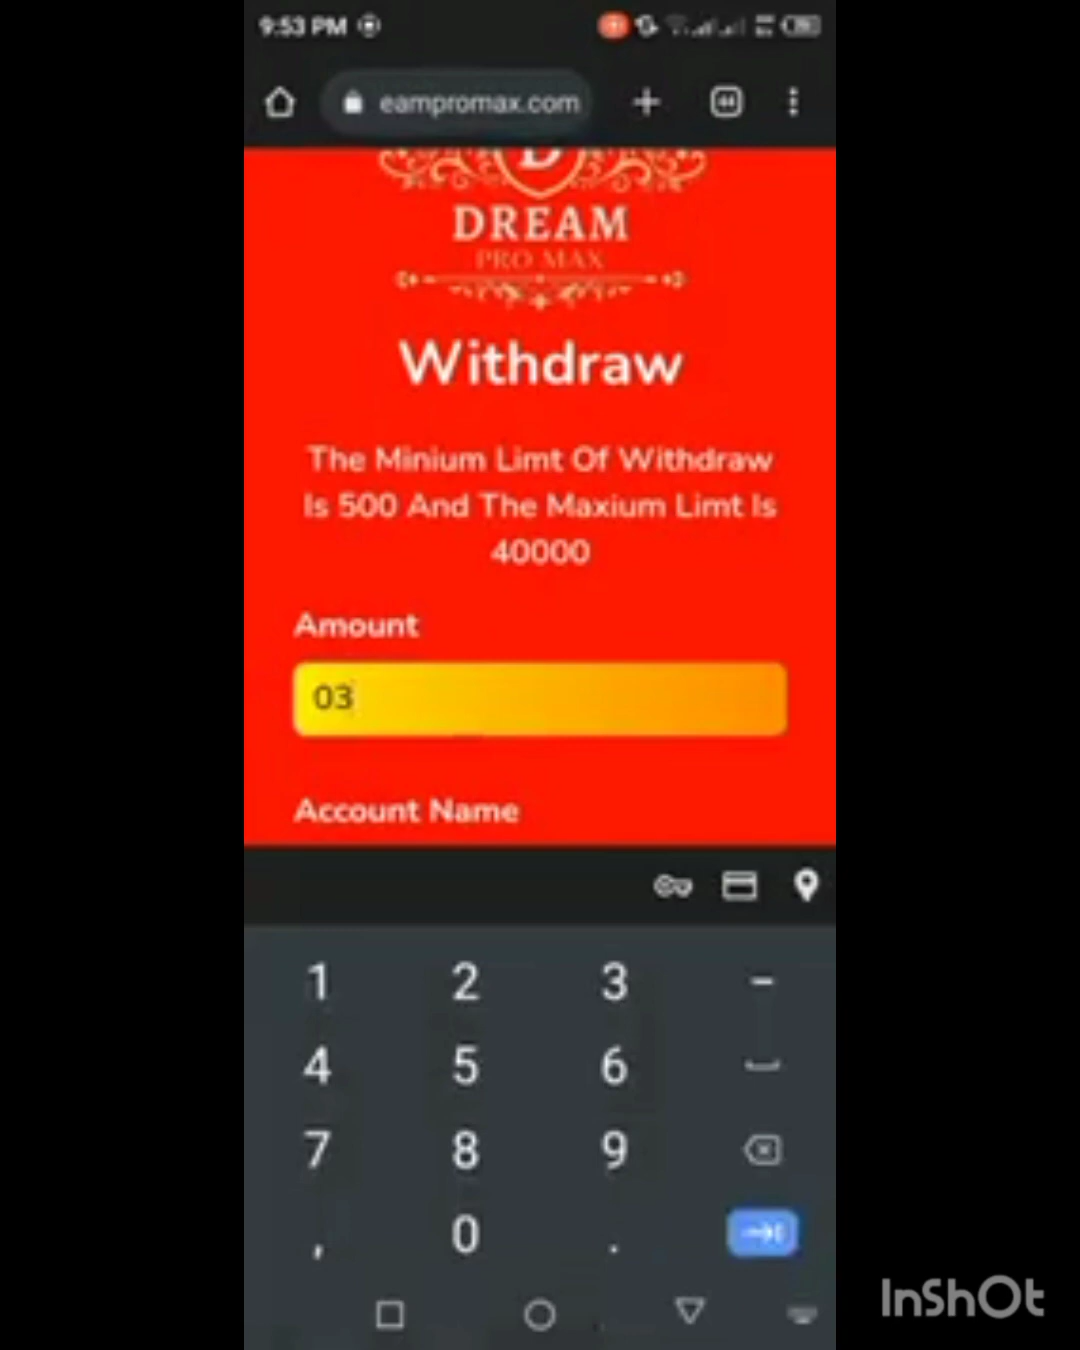 9:53 PM
eampromax.com
44
D
DREAM
PRO MAX
Withdraw
The Minium Limt Of Withdraw
Is 500 And The Maxium Limt Is
40000
Amount
03
Account Name
1 2 3 -
4 5 6
7 8 9
, 0 .
InShOt